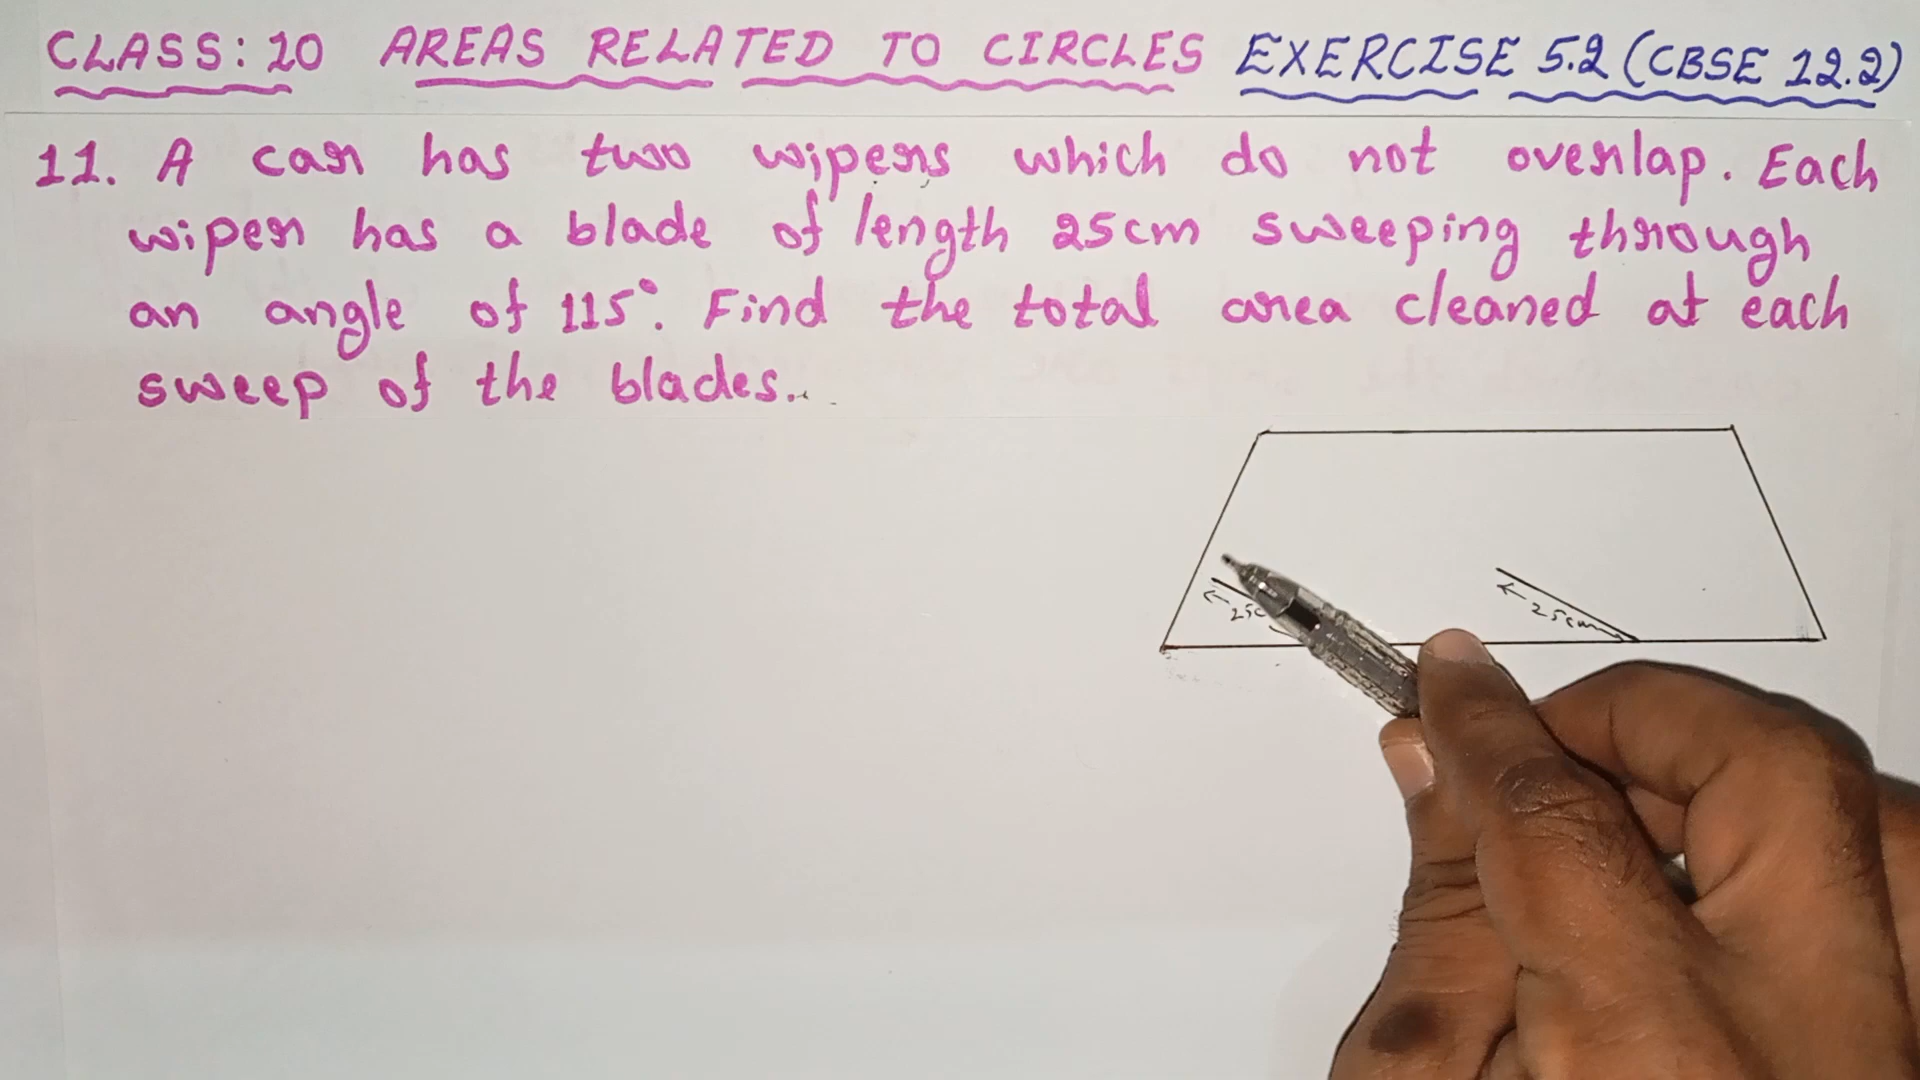 CLASS: 10 AREAS RELATED TO CIRCLES EXERCISE 5.2 (CBSE 12.2)
11. A car has two wipers which do not overlap. Each
wiper has a blade of length 25cm sweeping through
an angle of 115°. Find the total area cleaned at each
sweep of the blades.
25c
25cm